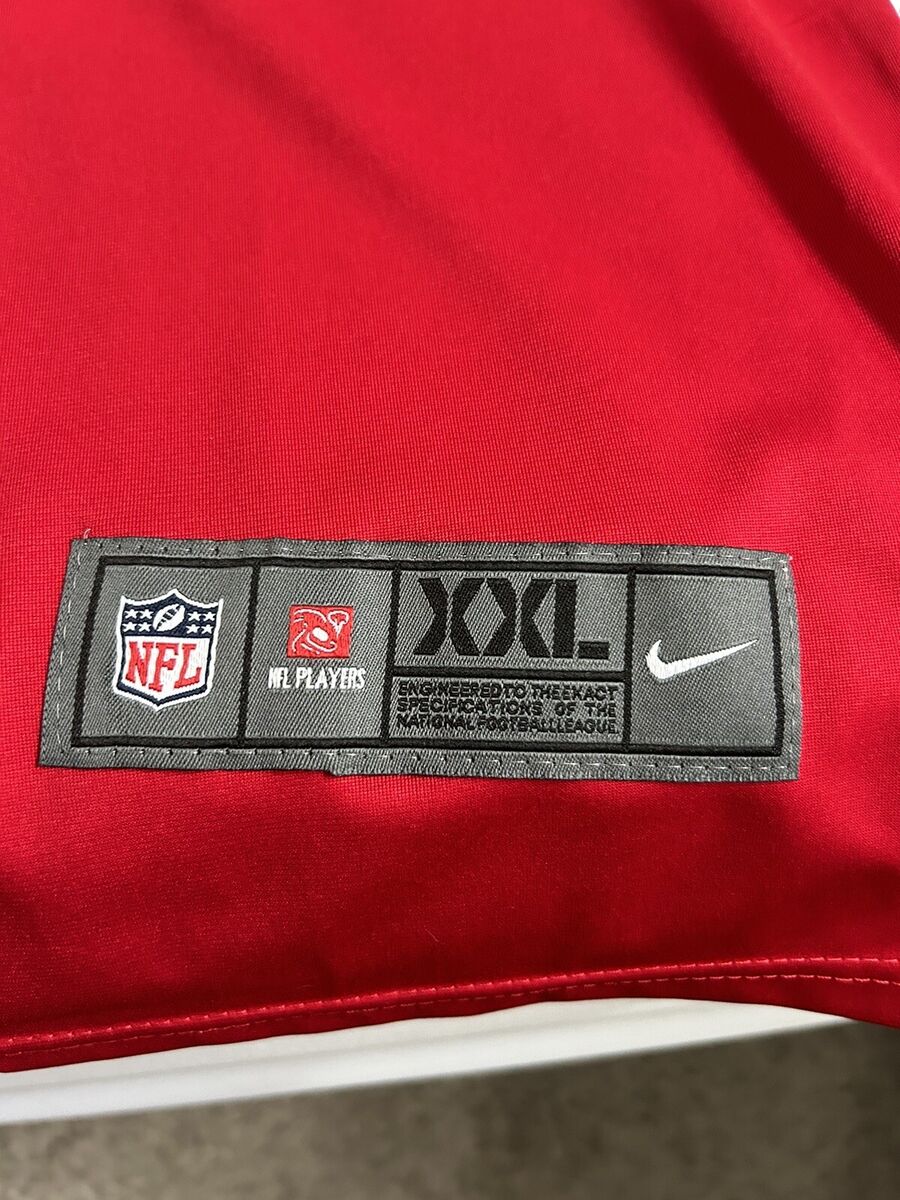 NFL
NFL PLAYERS
XXL
ENGINEERED TO THE EXACT
SPECIFICATIONS OF THE
NATIONAL FOOTBALL LEAGUE